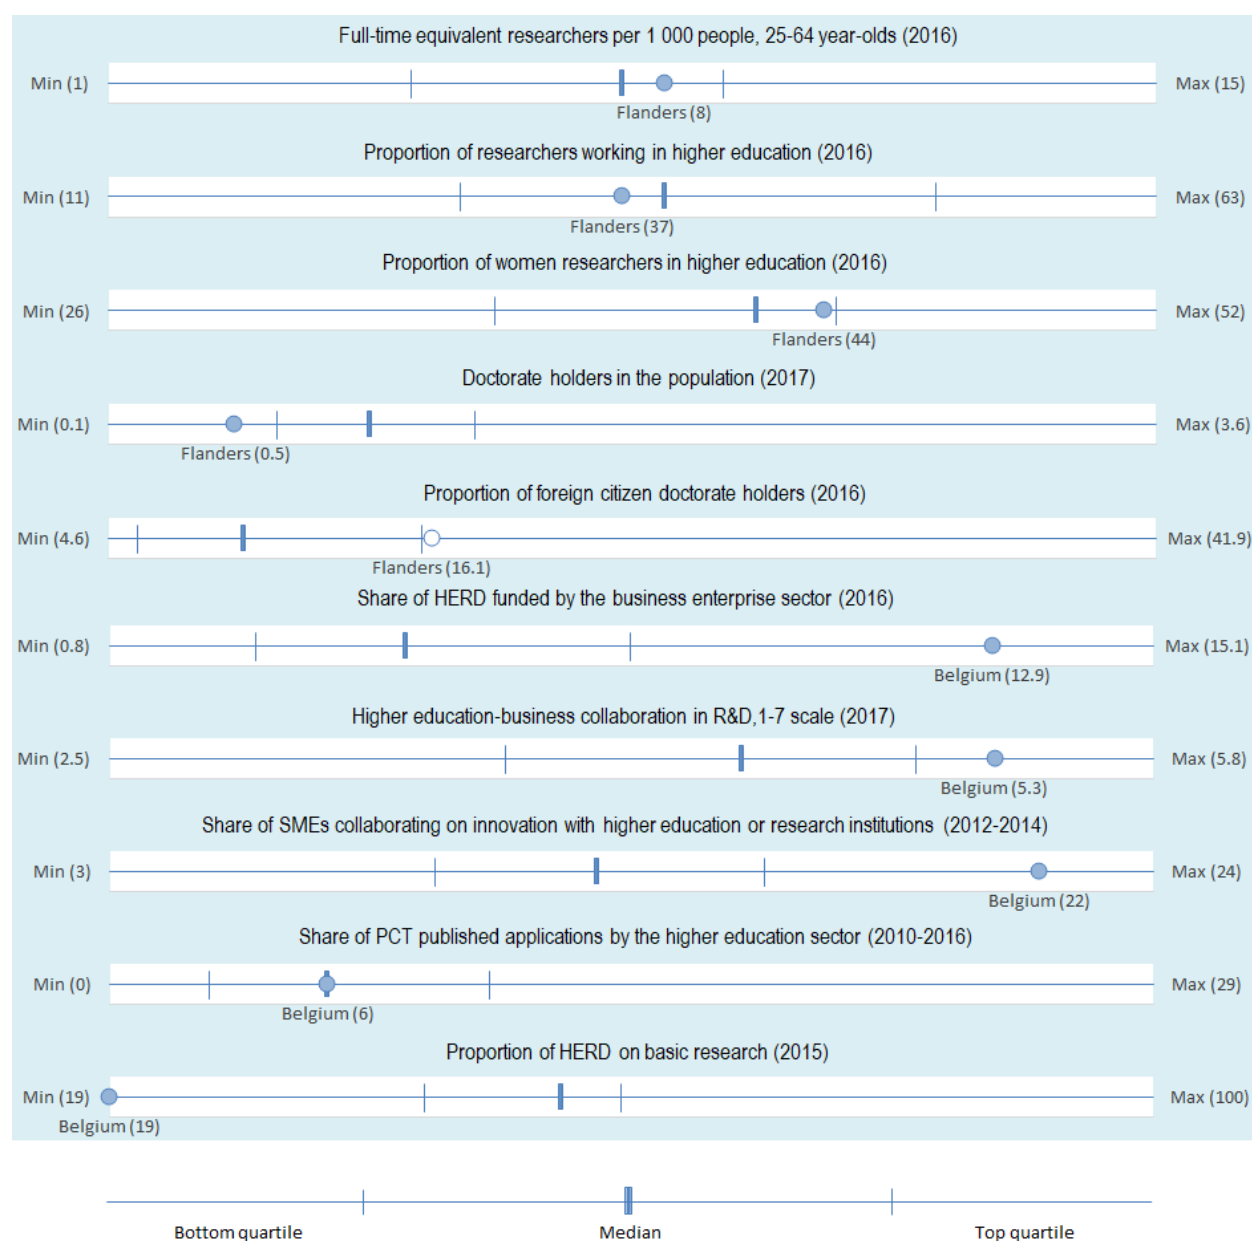 Full-time equivalent researchers per 1 000 people, 25-64 year-olds (2016)
Min (1)
Max (15)
Flanders (8)
Proportion of researchers working in higher education (2016)
Min (11)
Max (63)
Flanders (37)
Proportion of women researchers in higher education (2016)
Min (26)
Max (52)
Flanders (44)
Doctorate holders in the population (2017)
Min (0.1)
Max (3.6)
Flanders (0.5)
Proportion of foreign citizen doctorate holders (2016)
Min (4.6)
Max (41.9)
Flanders (16.1)
Share of HERD funded by the business enterprise sector (2016)
Min (0.8)
Max (15.1)
Belgium (12.9)
Higher education-business collaboration in R&D,1-7 scale (2017)
Min (2.5)
Max (5.8)
Belgium (5.3)
Share of SMEs collaborating on innovation with higher education or research institutions (2012-2014)
Min (3)
Max (24)
Belgium (22)
Share of PCT published applications by the higher education sector (2010-2016)
Min (0)
Max (29)
Belgium (6)
Proportion of HERD on basic research (2015)
Min (19)
Max (100)
Belgium (19)
Bottom quartile
Median
Top quartile